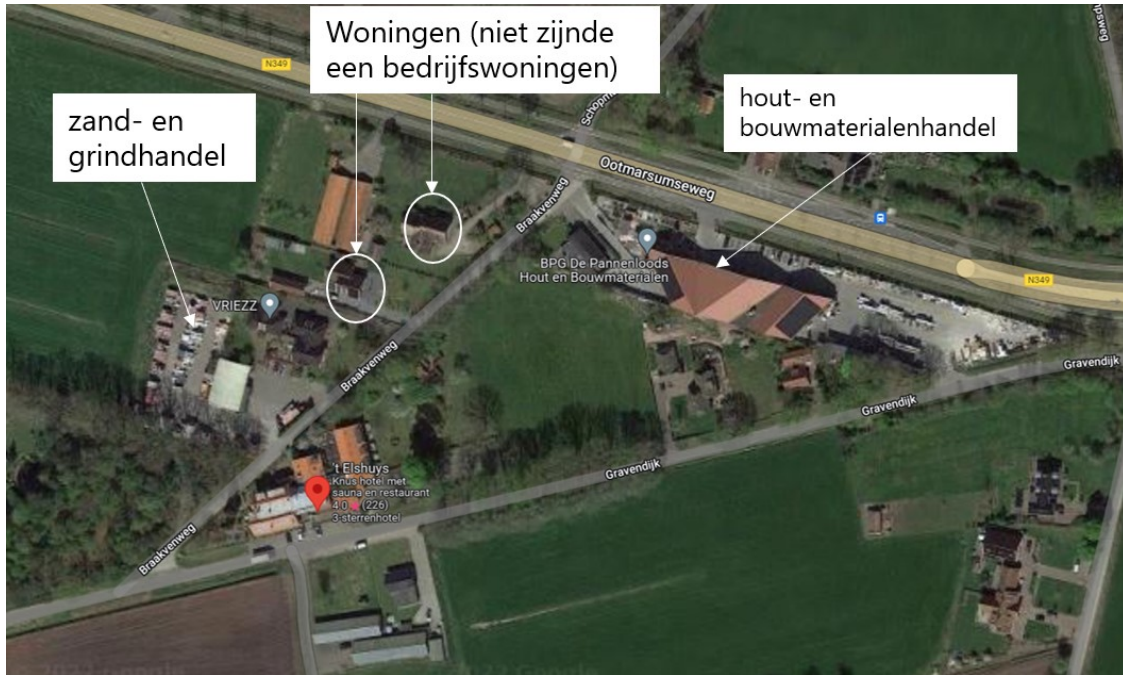 Woningen (niet zijnde
een bedrijfswoningen)
zand- en
grindhandel
hout- en
bouwmaterialenhandel
N349
Ootmarsumseweg
Braakvenweg
BPG De Pannenloods
Hout en Bouwmaterialen
N349
VRIEZZ
Braakvenweg
Gravendijk
Gravendijk
Gravendijk
't Elshuys
Knus hotel met
sauna en restaurant
4,0 ★ (226)
3-sterrenhotel
Braakvenweg